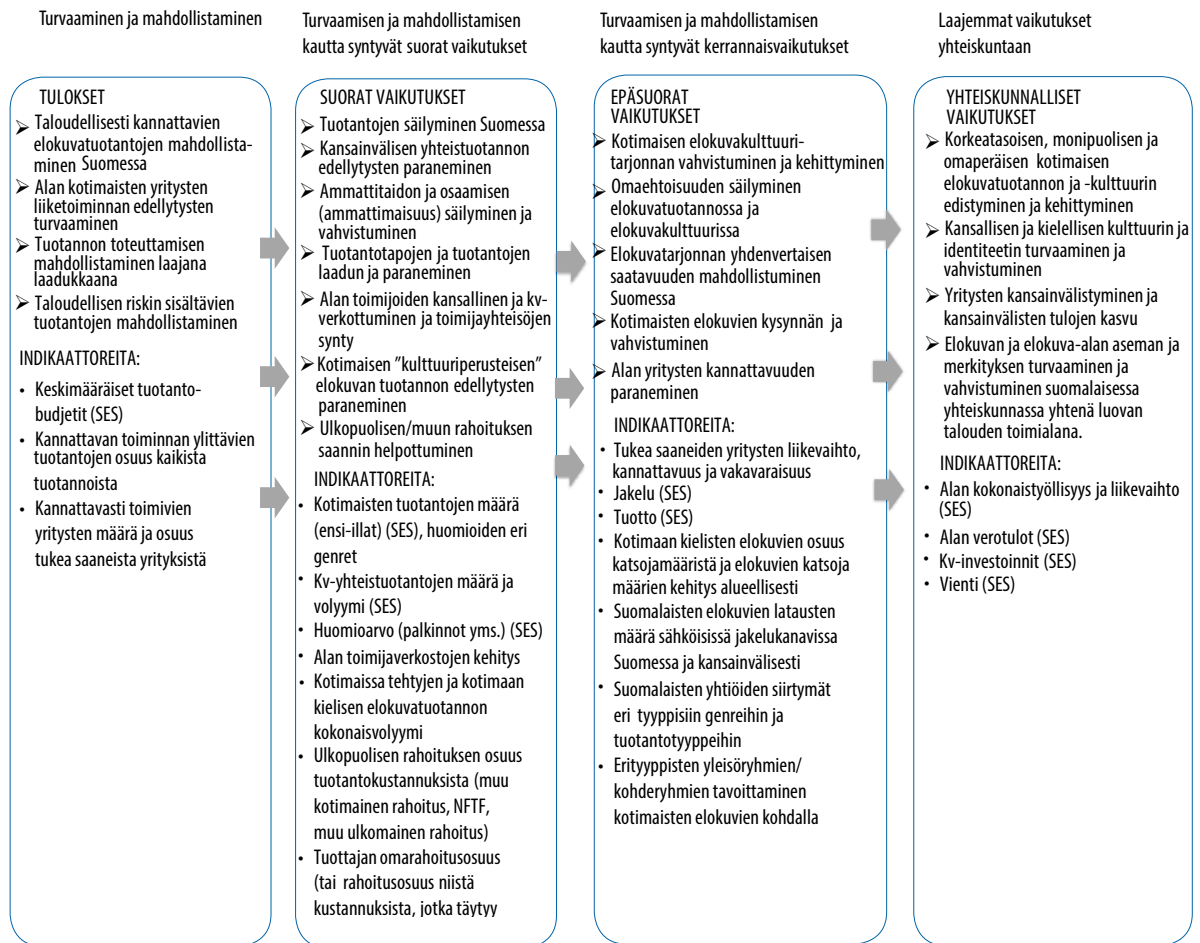 Turvaaminen ja mahdollistaminen
TULOKSET
➢ Taloudellisesti kannattavien
elokuvatuotantojen mahdollista-
minen Suomessa
➢ Alan kotimaisten yritysten
liiketoiminnan edellytysten
turvaaminen
➢ Tuotannon toteuttamisen
mahdollistaminen laajana
laadukkaana
➢ Taloudellisen riskin sisältävien
tuotantojen mahdollistaminen
INDIKAATTOREITA:
• Keskimääräiset tuotanto-
budjetit (SES)
• Kannattavan toiminnan ylittävien
tuotantojen osuus kaikista
tuotannoista
• Kannattavasti toimivien
yritysten määrä ja osuus
tukea saaneista yrityksistä
Turvaamisen ja mahdollistamisen
kautta syntyvät suorat vaikutukset
SUORAT VAIKUTUKSET
➢ Tuotantojen säilyminen Suomessa
➢ Kansainvälisen yhteistuotannon
edellytysten paraneminen
➢ Ammattitaidon ja osaamisen
(ammattimaisuus) säilyminen ja
vahvistuminen
➢ Tuotantotapojen ja tuotantojen
laadun ja paraneminen
➢ Alan toimijoiden kansallinen ja kv-
verkottuminen ja toimijayhteisöjen
synty
➢ Kotimaisen ”kulttuuriperusteisen”
elokuvan tuotannon edellytysten
paraneminen
➢ Ulkopuolisen/muun rahoituksen
saannin helpottuminen
INDIKAATTOREITA:
• Kotimaisten tuotantojen määrä
(ensi-illat) (SES), huomioiden eri
genret
• Kv-yhteistuotantojen määrä ja
volyymi (SES)
• Huomioarvo (palkinnot yms.) (SES)
• Alan toimijaverkostojen kehitys
• Kotimaissa tehtyjen ja kotimaan
kielisen elokuvatuotannon
kokonaisvolyymi
• Ulkopuolisen rahoituksen osuus
tuotantokustannuksista (muu
kotimainen rahoitus, NFTF,
muu ulkomainen rahoitus)
• Tuottajan omarahoitusosuus
(tai rahoitusosuus niistä
kustannuksista, jotka täytyy
Turvaamisen ja mahdollistamisen
kautta syntyvät kerrannaisvaikutukset
EPÄSUORAT
VAIKUTUKSET
➢ Kotimaisen elokuvakulttuuri-
tarjonnan vahvistuminen ja kehittyminen
➢ Omaehtoisuuden säilyminen
elokuvatuotannossa ja
elokuvakulttuurissa
➢ Elokuvatarjonnan yhdenvertaisen
saatavuuden mahdollistuminen
Suomessa
➢ Kotimaisten elokuvien kysynnän ja
vahvistuminen
➢ Alan yritysten kannattavuuden
paraneminen
INDIKAATTOREITA:
• Tukea saaneiden yritysten liikevaihto,
kannattavuus ja vakavaraisuus
• Jakelu (SES)
• Tuotto (SES)
• Kotimaan kielisten elokuvien osuus
katsojamääristä ja elokuvien katsoja
määrien kehitys alueellisesti
• Suomalaisten elokuvien latausten
määrä sähköisissä jakelukanavissa
Suomessa ja kansainvälisesti
• Suomalaisten yhtiöiden siirtymät
eri tyyppisiin genreihin ja
tuotantotyyppeihin
• Erityyppisten yleisöryhmien/
kohderyhmien tavoittaminen
kotimaisten elokuvien kohdalla
Laajemmat vaikutukset
yhteiskuntaan
YHTEISKUNNALLISET
VAIKUTUKSET
➢ Korkeatasoisen, monipuolisen ja
omaperäisen kotimaisen
elokuvatuotannon ja -kulttuurin
edistyminen ja kehittyminen
➢ Kansallisen ja kielellisen kulttuurin ja
identiteetin turvaaminen ja
vahvistuminen
➢ Yritysten kansainvälistyminen ja
kansainvälisten tulojen kasvu
➢ Elokuvan ja elokuva-alan aseman ja
merkityksen turvaaminen ja
vahvistuminen suomalaisessa
yhteiskunnassa yhtenä luovan
talouden toimialana.
INDIKAATTOREITA:
• Alan kokonaistyöllisyys ja liikevaihto
(SES)
• Alan verotulot (SES)
• Kv-investoinnit (SES)
• Vienti (SES)